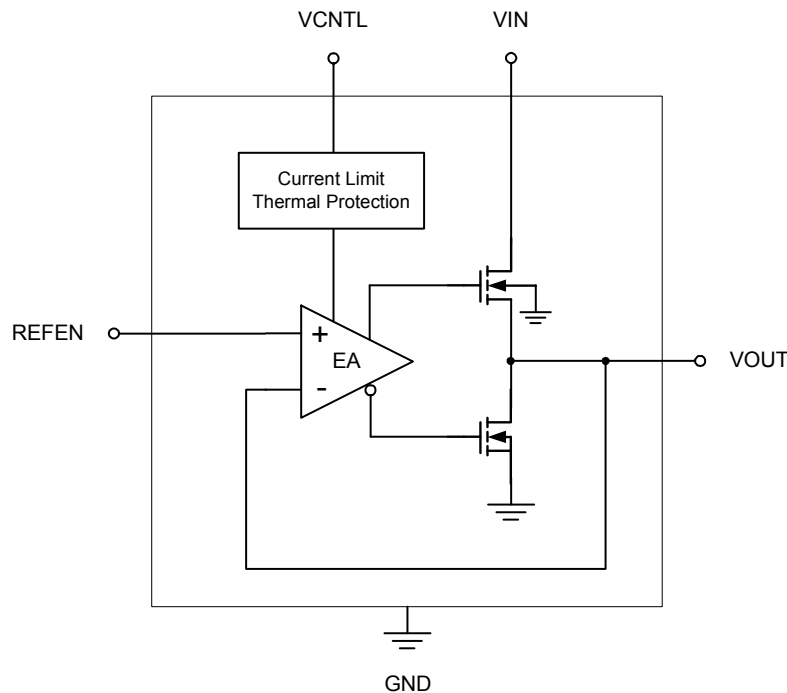 VCNTL
VIN
Current Limit
Thermal Protection
REFEN
+
EA
-
VOUT
GND